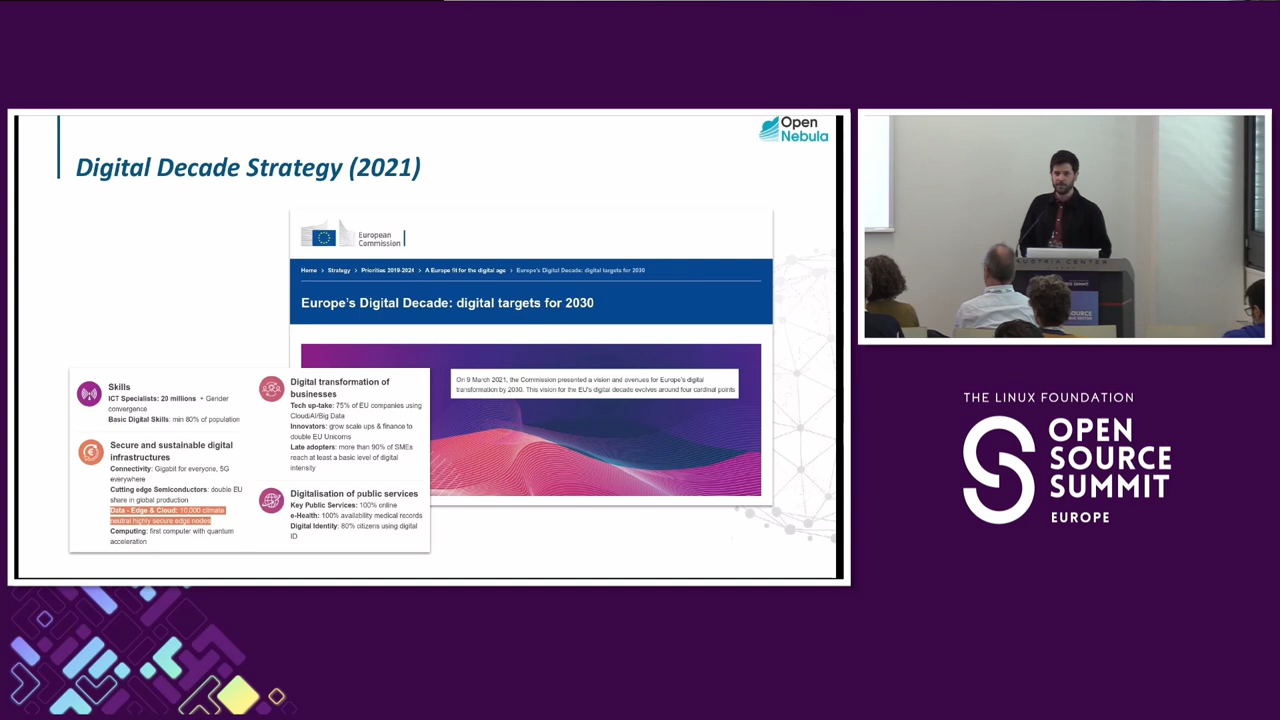 Digital Decade Strategy (2021)
Open
Nebula
European
Commission
Home > Strategy > Priorities 2019-2024 > A Europe fit for the digital age > Europe's Digital Decade: digital targets for 2030
Europe's Digital Decade: digital targets for 2030
On 9 March 2021, the Commission presented a vision and avenues for Europe's digital
transformation by 2030. This vision for the EU's digital decade evolves around four cardinal points
Skills
ICT Specialists: 20 millions + Gender
convergence
Basic Digital Skills: min 80% of population
Secure and sustainable digital
infrastructures
Connectivity: Gigabit for everyone, 5G
everywhere
Cutting edge Semiconductors: double EU
share in global production
Data - Edge & Cloud: 10,000 climate
neutral highly secure edge nodes
Computing: first computer with quantum
acceleration
Digital transformation of
businesses
Tech up-take: 75% of EU companies using
Cloud/AI/Big Data
Innovators: grow scale ups & finance to
double EU Unicorns
Late adopters: more than 90% of SMEs
reach at least a basic level of digital
intensity
Digitalisation of public services
Key Public Services: 100% online
e-Health: 100% availability medical records
Digital Identity: 80% citizens using digital
ID
AUSTRIA CENTER
THE LINUX FOUNDATION
OPEN
SOURCE
SUMMIT
EUROPE